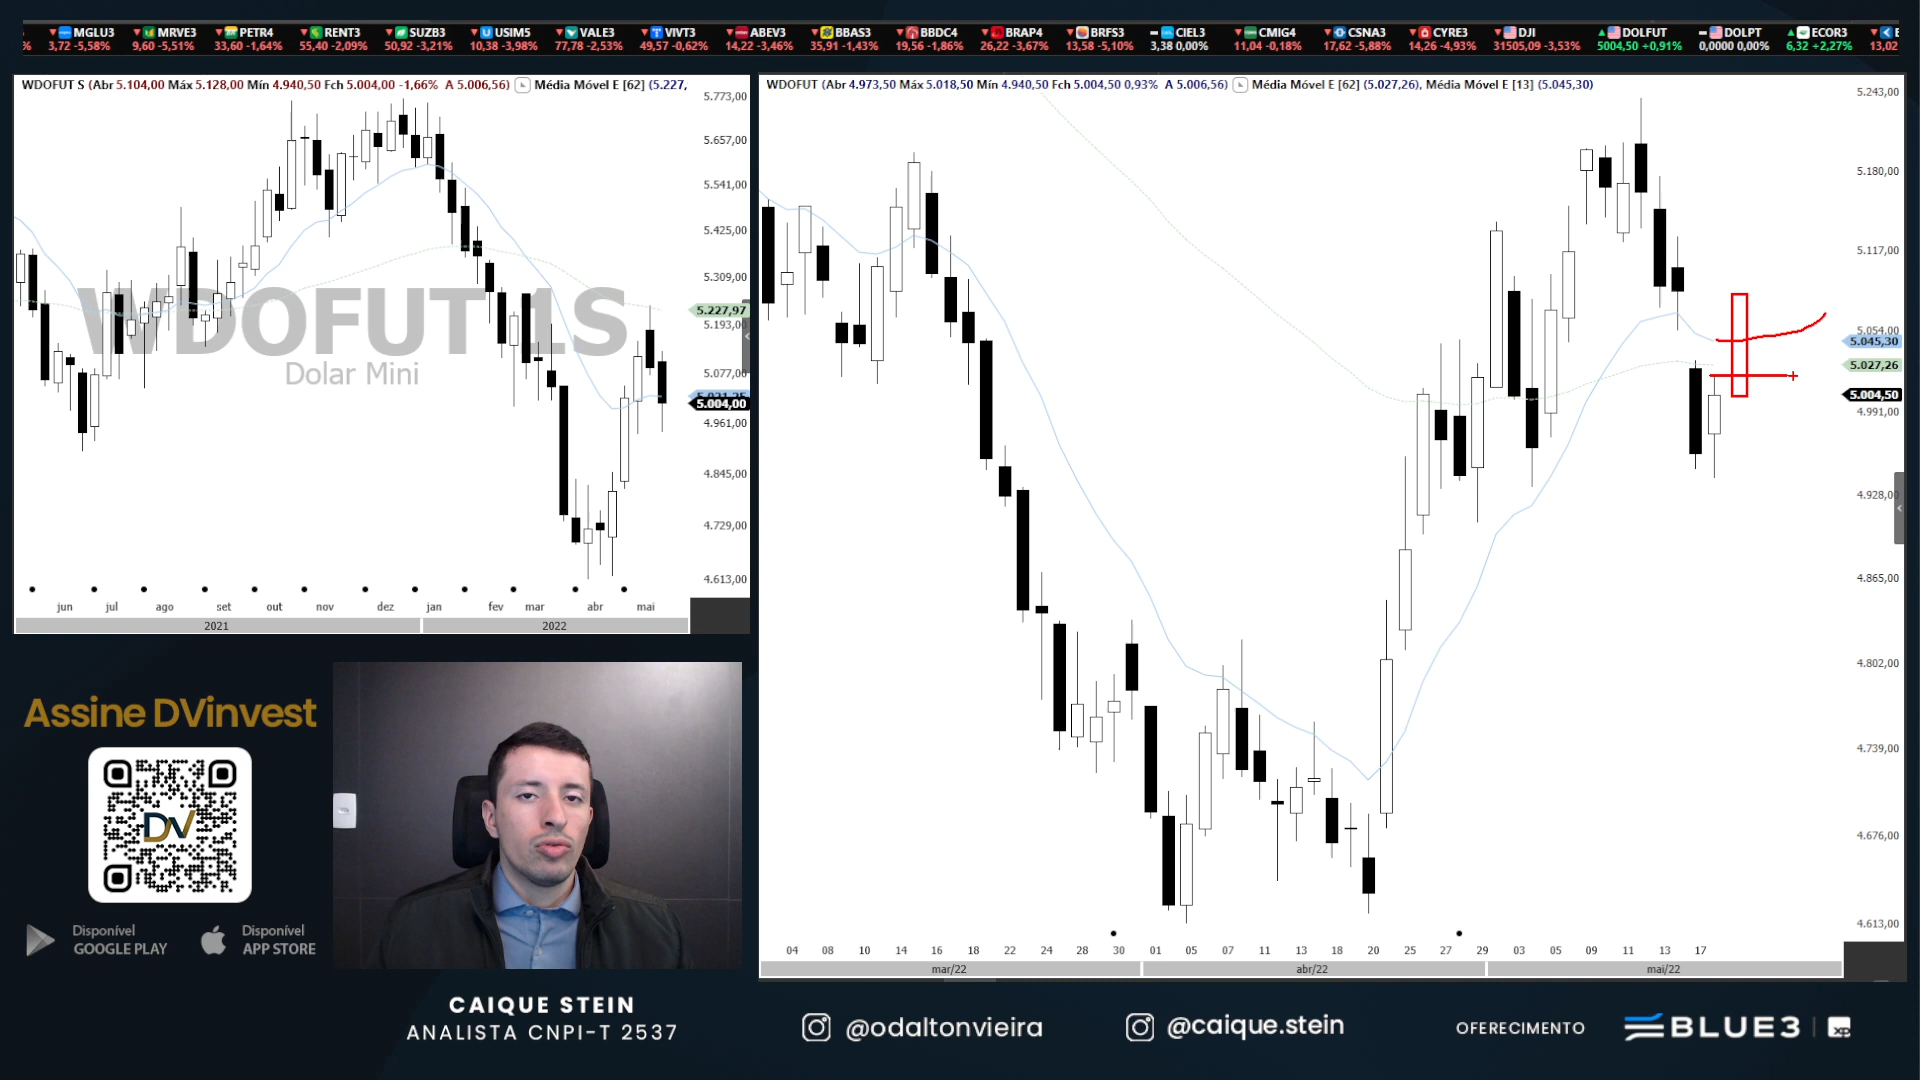 MGLU3 MRVE3 PETR4 RENT3 SUZB3 USIM5 VALE3 VIVT3 ABEV3 BBAS3 BBDC4 BRAP4 BRFS3 CIEL3 CMIG4 CSNA3 CYRE3 DJI DOLFUT DOLPT ECOR3
% 3,72 -5,58% 9,60 -5,51% 33,60 -1,64% 55,40 -2,09% 50,92 -3,21% 10,38 -3,98% 77,78 -2,53% 49,57 -0,62% 14,22 -3,46% 35,91 -1,43% 19,56 -1,86% 26,22 -3,67% 13,58 -5,10% 3,38 0,00% 11,04 -0,18% 17,62 -5,88% 14,26 -4,93% 31505,09 -3,53% 5004,50 +0,91% 0,0000 0,00% 6,32 +2,27% 13,02
WDOFUT S (Abr 5.104,00 Máx 5.128,00 Mín 4.940,50 Fch 5.004,00 -1,66% A 5.006,56) Média Móvel E [62] (5.227,
5.773,00
5.657,00
5.541,00
5.425,00
5.309,00
5.227,97
5.193,00
5.077,00
5.004,00
4.961,00
4.845,00
4.729,00
4.613,00
WDOFUT 1S
Dolar Mini
jun jul ago set out nov dez jan fev mar abr mai
2021 2022
WDOFUT (Abr 4.973,50 Máx 5.018,50 Mín 4.940,50 Fch 5.004,50 0,93% A 5.006,56) Média Móvel E [62] (5.027,26), Média Móvel E [13] (5.045,30)
5.243,00
5.180,00
5.117,00
5.054,00
5.045,30
5.027,26
5.004,50
4.991,00
4.928,00
4.865,00
4.802,00
4.739,00
4.676,00
4.613,00
04 08 10 14 16 18 22 24 28 30 01 05 07 11 13 18 20 25 27 29 03 05 09 11 13 17
mar/22 abr/22 mai/22
Assine DVinvest
DV
Disponível
GOOGLE PLAY
Disponível
APP STORE
CAIQUE STEIN
ANALISTA CNPI-T 2537
@odaltonvieira
@caique.stein
OFERECIMENTO
BLUE3
xp